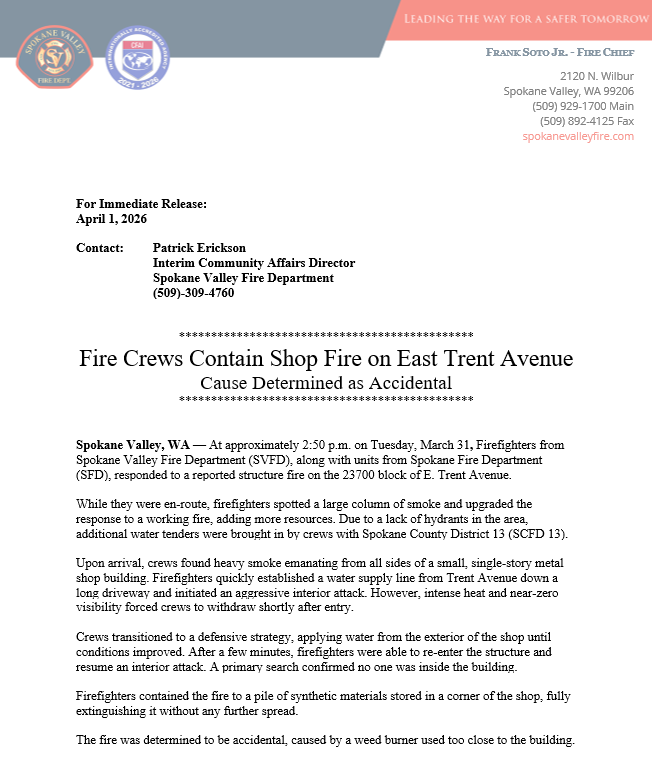 LEADING THE WAY FOR A SAFER TOMORROW
SPOKANE VALLEY
SV
FIRE DEPT.
INTERNATIONALLY ACCREDITED AGENCY
CFAI
2021 - 2026
FRANK SOTO JR. - FIRE CHIEF
2120 N. Wilbur
Spokane Valley, WA 99206
(509) 929-1700 Main
(509) 892-4125 Fax
spokanevalleyfire.com
For Immediate Release:
April 1, 2026
Contact: Patrick Erickson
Interim Community Affairs Director
Spokane Valley Fire Department
(509)-309-4760
**********************************************
Fire Crews Contain Shop Fire on East Trent Avenue
Cause Determined as Accidental
**********************************************
Spokane Valley, WA — At approximately 2:50 p.m. on Tuesday, March 31, Firefighters from
Spokane Valley Fire Department (SVFD), along with units from Spokane Fire Department
(SFD), responded to a reported structure fire on the 23700 block of E. Trent Avenue.
While they were en-route, firefighters spotted a large column of smoke and upgraded the
response to a working fire, adding more resources. Due to a lack of hydrants in the area,
additional water tenders were brought in by crews with Spokane County District 13 (SCFD 13).
Upon arrival, crews found heavy smoke emanating from all sides of a small, single-story metal
shop building. Firefighters quickly established a water supply line from Trent Avenue down a
long driveway and initiated an aggressive interior attack. However, intense heat and near-zero
visibility forced crews to withdraw shortly after entry.
Crews transitioned to a defensive strategy, applying water from the exterior of the shop until
conditions improved. After a few minutes, firefighters were able to re-enter the structure and
resume an interior attack. A primary search confirmed no one was inside the building.
Firefighters contained the fire to a pile of synthetic materials stored in a corner of the shop, fully
extinguishing it without any further spread.
The fire was determined to be accidental, caused by a weed burner used too close to the building.